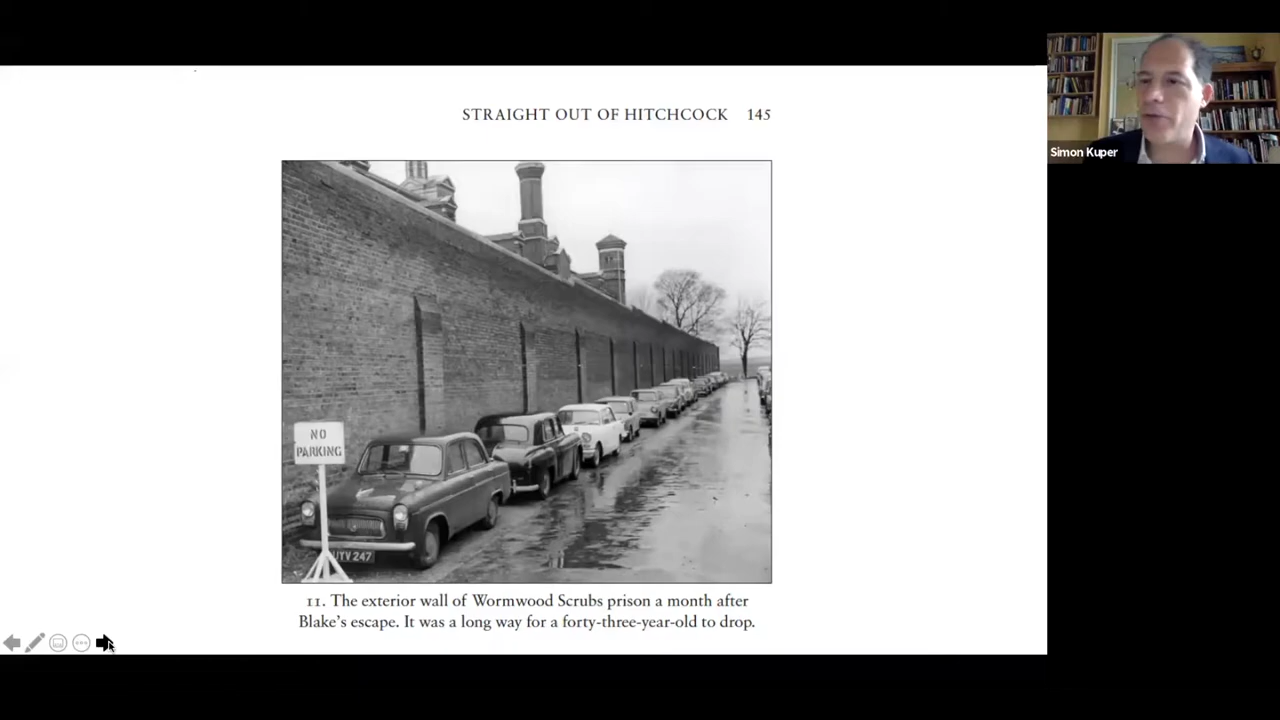 STRAIGHT OUT OF HITCHCOCK 145
Simon Kuper
NO
PARKING
UTV 247
11. The exterior wall of Wormwood Scrubs prison a month after
Blake's escape. It was a long way for a forty-three-year-old to drop.